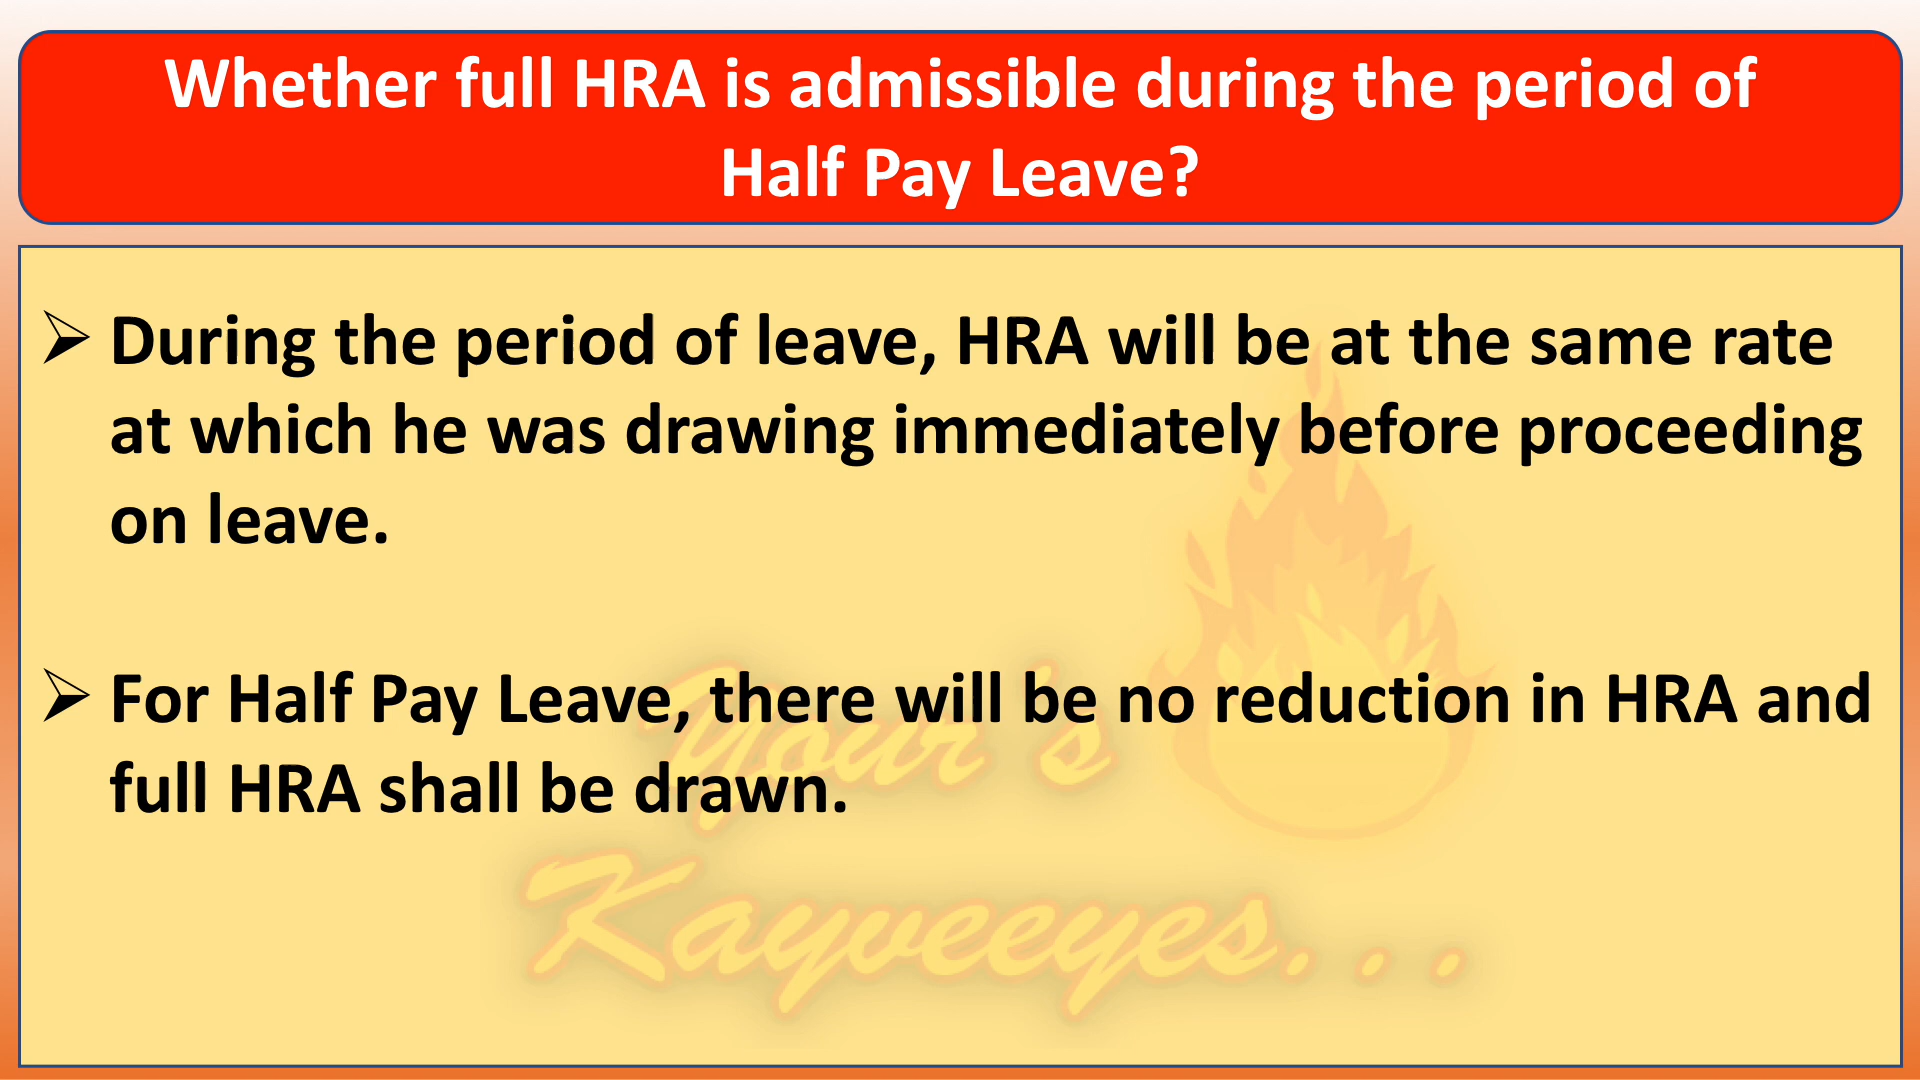 Whether full HRA is admissible during the period of
Half Pay Leave?
➢ During the period of leave, HRA will be at the same rate
at which he was drawing immediately before proceeding
on leave.
➢ For Half Pay Leave, there will be no reduction in HRA and
full HRA shall be drawn.
Your's
Kayveeyes...